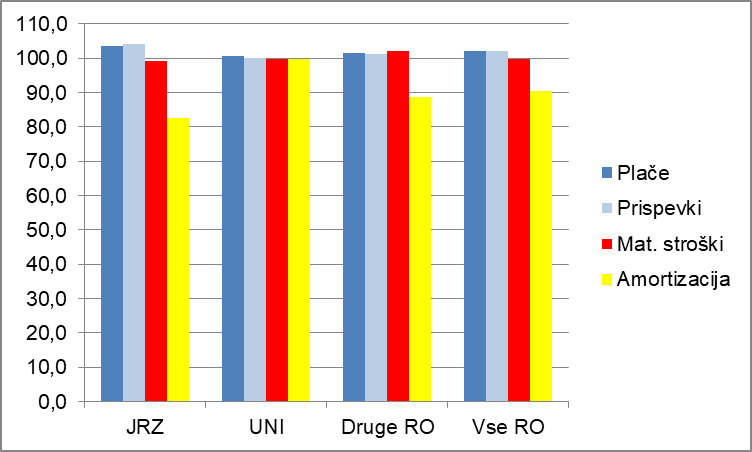 110,0
100,0
90,0
80,0
70,0
60,0
50,0
40,0
30,0
20,0
10,0
0,0
JRZ UNI Druge RO Vse RO
Plače
Prispevki
Mat. stroški
Amortizacija